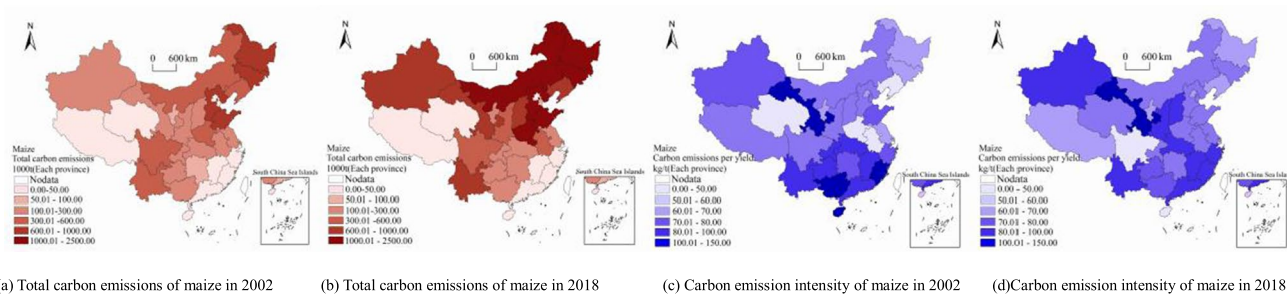 N
0 600 km
Maize
Total carbon emissions
1000t(Each province)
Nodata
0.00-50.00
50.01 - 100.00
100.01-300.00
300.01 -600.00
600.01 - 1000.00
1000.01 - 2500.00
South China Sea Islands
(a) Total carbon emissions of maize in 2002
N
0 600 km
Maize
Total carbon emissions
1000t(Each province)
Nodata
0.00-50.00
50.01 - 100.00
100.01-300.00
300.01 -600.00
600.01 - 1000.00
1000.01 - 2500.00
South China Sea Islands
(b) Total carbon emissions of maize in 2018
N
0 600 km
Maize
Carbon emissions per yield
kg/t(Each province)
Nodata
0.00 - 50.00
50.01 - 60.00
60.01 - 70.00
70.01 - 80.00
80.01 - 100.00
100.01 - 150.00
South China Sea Islands
(c) Carbon emission intensity of maize in 2002
N
0 600 km
Maize
Carbon emissions per yield
kg/t(Each province)
Nodata
0.00 - 50.00
50.01 - 60.00
60.01 - 70.00
70.01 - 80.00
80.01 - 100.00
100.01 - 150.00
South China Sea Islands
(d)Carbon emission intensity of maize in 2018